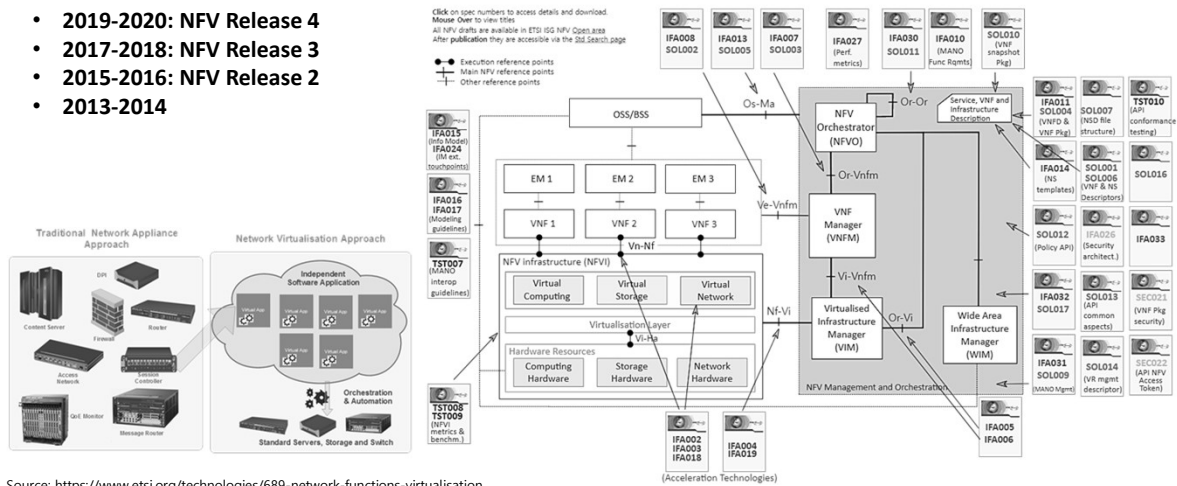 • 2019-2020: NFV Release 4
• 2017-2018: NFV Release 3
• 2015-2016: NFV Release 2
• 2013-2014
Traditional Network Appliance
Approach
DPI
Content Server
Firewall
Router
Access
Network
Session
Controller
QoE Monitor
Message Router
Network Virtualisation Approach
Independent
Software Application
Virtual App
Virtual App
Virtual App
Virtual App
Virtual App
Virtual App
Orchestration
& Automation
Standard Servers, Storage and Switch
Click on spec numbers to access details and download.
Mouse Over to view titles
All NFV drafts are available in ETSI ISG NFV Open area
After publication they are accessible via the Std Search page
Execution reference points
Main NFV reference points
Other reference points
IFA008
SOL002
IFA013
SOL005
IFA007
SOL003
IFA027
(Perf.
metrics)
IFA030
SOL011
IFA010
(MANO
Func Rqmts)
SOL010
(VNF
snapshot
Pkg)
Os-Ma
Or-Or
OSS/BSS
NFV
Orchestrator
(NFVO)
Service, VNF and
Infrastructure
Description
IFA011
SOL004
(VNFD &
VNF Pkg)
SOL007
(NSD file
structure)
TST010
(API
conformance
testing)
IFA015
(Info Model)
IFA024
(IM ext.
touchpoints)
EM 1
EM 2
EM 3
Or-Vnfm
IFA014
(NS
templates)
SOL001
SOL006
(VNF & NS
Descriptors)
SOL016
IFA016
IFA017
(Modeling
guidelines)
VNF 1
VNF 2
VNF 3
Ve-Vnfm
VNF
Manager
(VNFM)
SOL012
(Policy API)
IFA026
(Security
architect.)
IFA033
Vn-Nf
TST007
(MANO
interop
guidelines)
NFV Infrastructure (NFVI)
Virtual
Computing
Virtual
Storage
Virtual
Network
Vi-Vnfm
IFA032
SOL017
SOL013
(API
common
aspects)
SEC021
(VNF Pkg
security)
Virtualisation Layer
Nf-Vi
Virtualised
Infrastructure
Manager
(VIM)
Or-Vi
Wide Area
Infrastructure
Manager
(WIM)
Vi-Ha
Hardware Resources
Computing
Hardware
Storage
Hardware
Network
Hardware
NFV Management and Orchestration
IFA031
SOL009
(MANO Mgmt)
SOL014
(VR mgmt
descriptor)
SEC022
(API NFV
Access
Token)
TST008
TST009
(NFVI
metrics &
benchm.)
IFA002
IFA003
IFA018
IFA004
IFA019
(Acceleration Technologies)
IFA005
IFA006
Source: https://www.etsi.org/technologies/689-network-functions-virtualisation